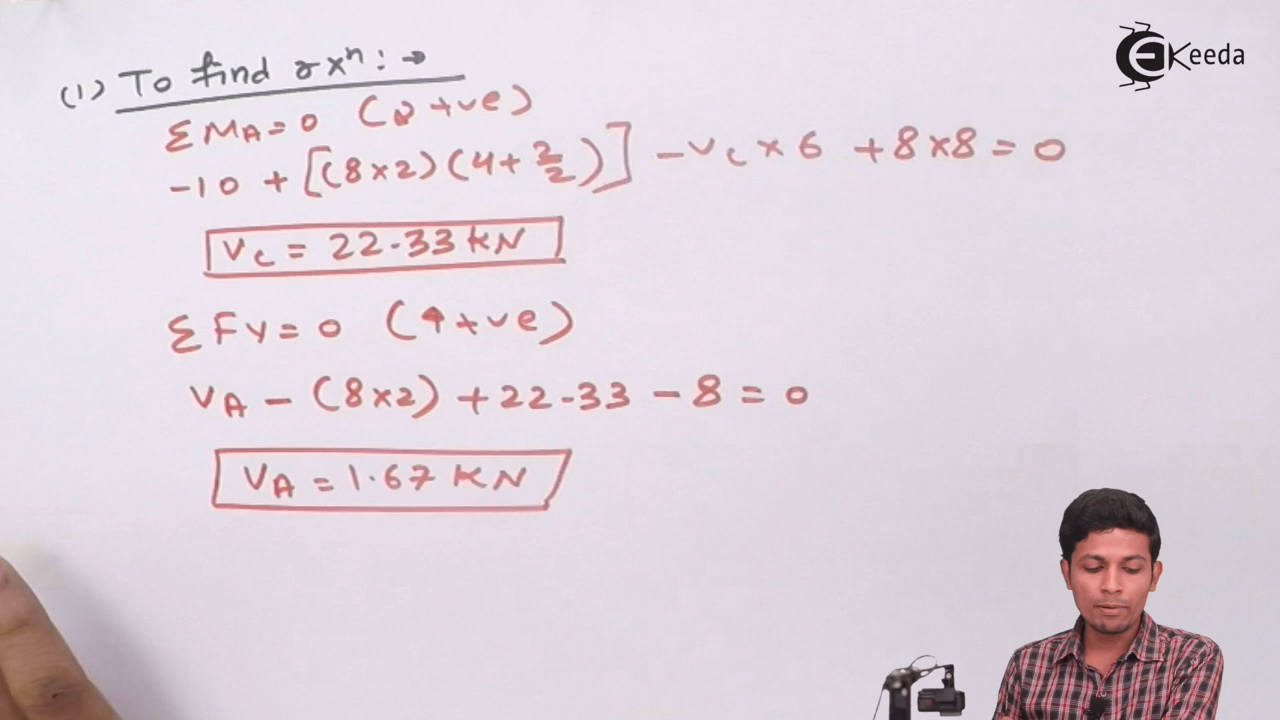 (1) To find rxⁿ: →
ΣMA=0 (↻+ve)
-10 + [(8×2)(4+2/2)] -Vc×6 +8×8=0
Vc = 22.33 KN
ΣFy=0 (↑+ve)
VA - (8×2) +22.33 -8=0
VA = 1.67 KN
EKeeda